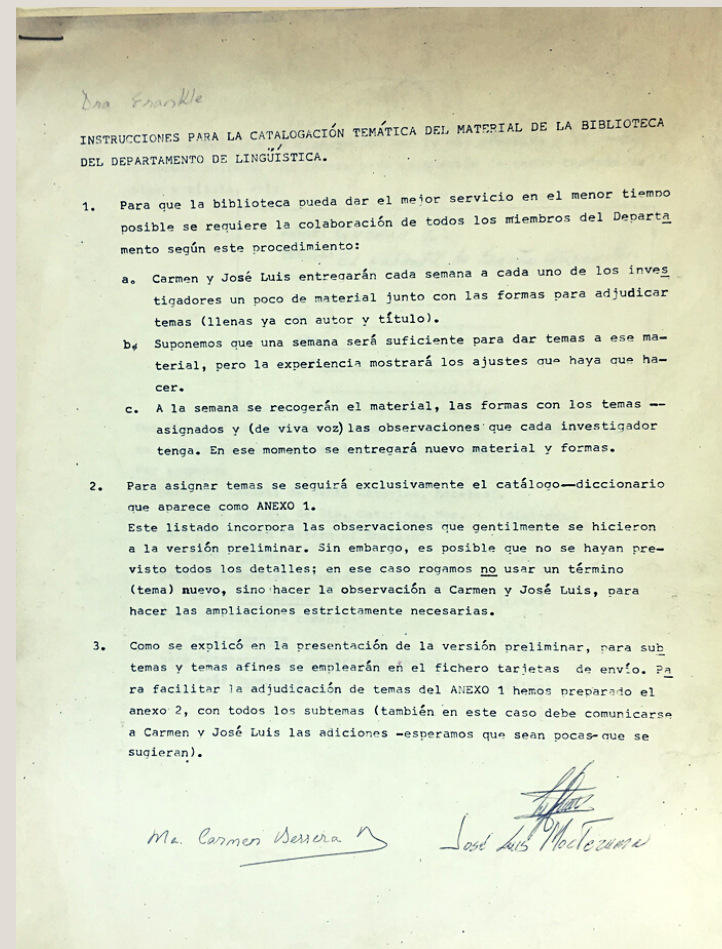 Dra
INSTRUCCIONES PARA LA CATALOGACIÓN TEMÁTICA DEL MATERIAL DE LA BIBLIOTECA
DEL DEPARTAMENTO DE LINGÜÍSTICA.
1. Para que la biblioteca pueda dar el mejor servicio en el menor tiempo
posible se requiere la colaboración de todos los miembros del Departa
mento según este procedimiento:
a. Carmen y José Luis entregarán cada semana a cada uno de los inves
tigadores un poco de material junto con las formas para adjudicar
temas (llenas ya con autor y título).
b. Suponemos que una semana será suficiente para dar temas a ese ma-
terial, pero la experiencia mostrará los ajustes que haya que ha-
cer.
c. A la semana se recogerán el material, las formas con los temas --
asignados y (de viva voz) las observaciones que cada investigador
tenga. En ese momento se entregará nuevo material y formas.
2. Para asignar temas se seguirá exclusivamente el catálogo--diccionario
que aparece como ANEXO 1.
Este listado incorpora las observaciones que gentilmente se hicieron
a la versión preliminar. Sin embargo, es posible que no se hayan pre-
visto todos los detalles; en ese caso rogamos no usar un término
(tema) nuevo, sino hacer la observación a Carmen y José Luis, para
hacer las ampliaciones estrictamente necesarias.
3. Como se explicó en la presentación de la versión preliminar, para sub
temas y temas afines se emplearán en el fichero tarjetas de envío. Pa
ra facilitar la adjudicación de temas del ANEXO 1 hemos preparado el
anexo 2, con todos los subtemas (también en este caso debe comunicarse
a Carmen y José Luis las adiciones -esperamos que sean pocas-que se
sugieran).
Ma. Carmen Herrera José Luis Moctezuma